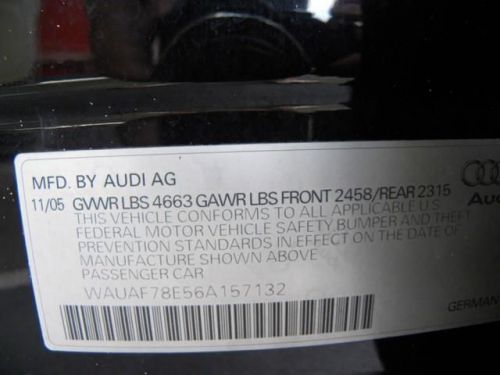 MFD. BY AUDI AG
11/05 GVWR LBS 4663 GAWR LBS FRONT 2458/REAR 2315
THIS VEHICLE CONFORMS TO ALL APPLICABLE U.S
FEDERAL MOTOR VEHICLE SAFETY,BUMPER AND THEFT
PREVENTION STANDARDS IN EFFECT ON THE DATE OF
MANUFACTURE SHOWN ABOVE
PASSENGER CAR
WAUAF78E56A157132
Aud
GERMAN